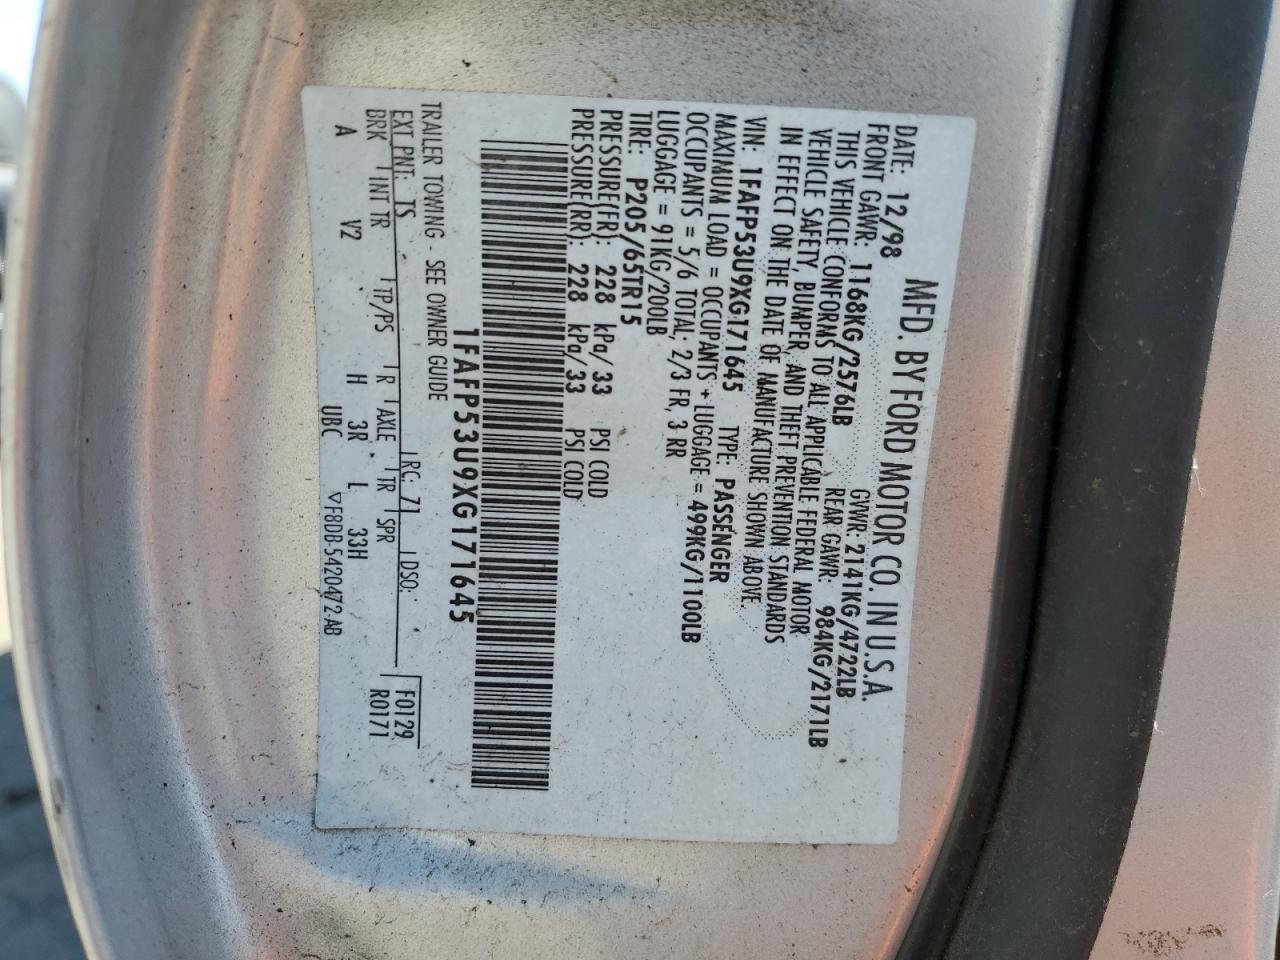 MFD. BY FORD MOTOR CO. IN U.S.A.
DATE: 12/98 GVWR: 2141KG/4722LB
FRONT GAWR: 1168KG/2576LB REAR GAWR: 984KG/2171LB
THIS VEHICLE CONFORMS TO ALL APPLICABLE FEDERAL MOTOR
VEHICLE SAFETY, BUMPER, AND THEFT PREVENTION STANDARDS
IN EFFECT ON THE DATE OF MANUFACTURE SHOWN ABOVE.
VIN: 1FAFP53U9XG171645 TYPE: PASSENGER
MAXIMUM LOAD = OCCUPANTS + LUGGAGE = 499KG/1100LB
OCCUPANTS = 5/6 TOTAL; 2/3 FR, 3 RR
LUGGAGE = 91KG/200LB
TIRE: P205/65TR15
PRESSURE(FR): 228 kPa/33 PSI COLD
PRESSURE(RR): 228 kPa/33 PSI COLD
1FAFP53U9XG171645
TRAILER TOWING - SEE OWNER GUIDE
F0129
R0171
EXT PNT: TS RC: 71 DSO:
BRK INT TR TP/PS R AXLE TR SPR
A V2 H 3R L 33H
UBC ▽F8DB-5420472-AB